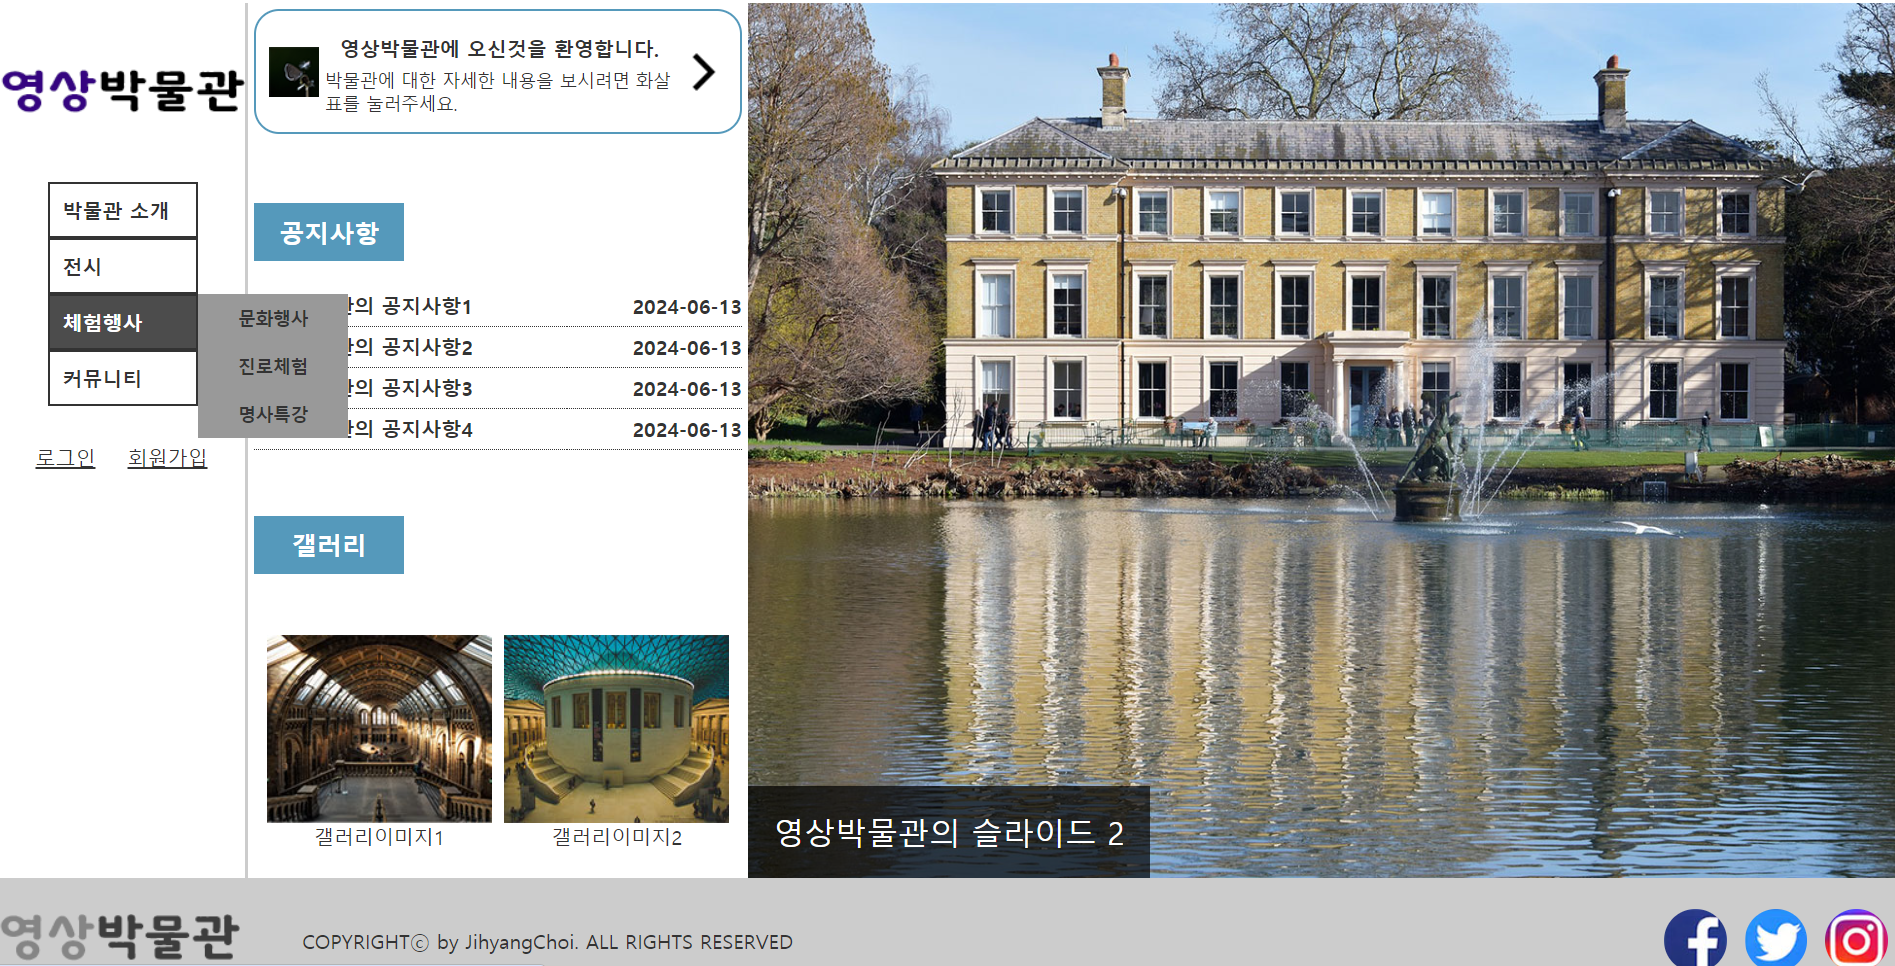 영상박물관
박물관 소개
전시
체험행사
커뮤니티
문화행사
진로체험
명사특강
로그인 회원가입
영상박물관에 오신것을 환영합니다.
박물관에 대한 자세한 내용을 보시려면 화살
표를 눌러주세요.
공지사항
의 공지사항1 2024-06-13
의 공지사항2 2024-06-13
의 공지사항3 2024-06-13
의 공지사항4 2024-06-13
갤러리
갤러리이미지1 갤러리이미지2
영상박물관의 슬라이드 2
영상박물관
COPYRIGHTⓒ by JihyangChoi. ALL RIGHTS RESERVED